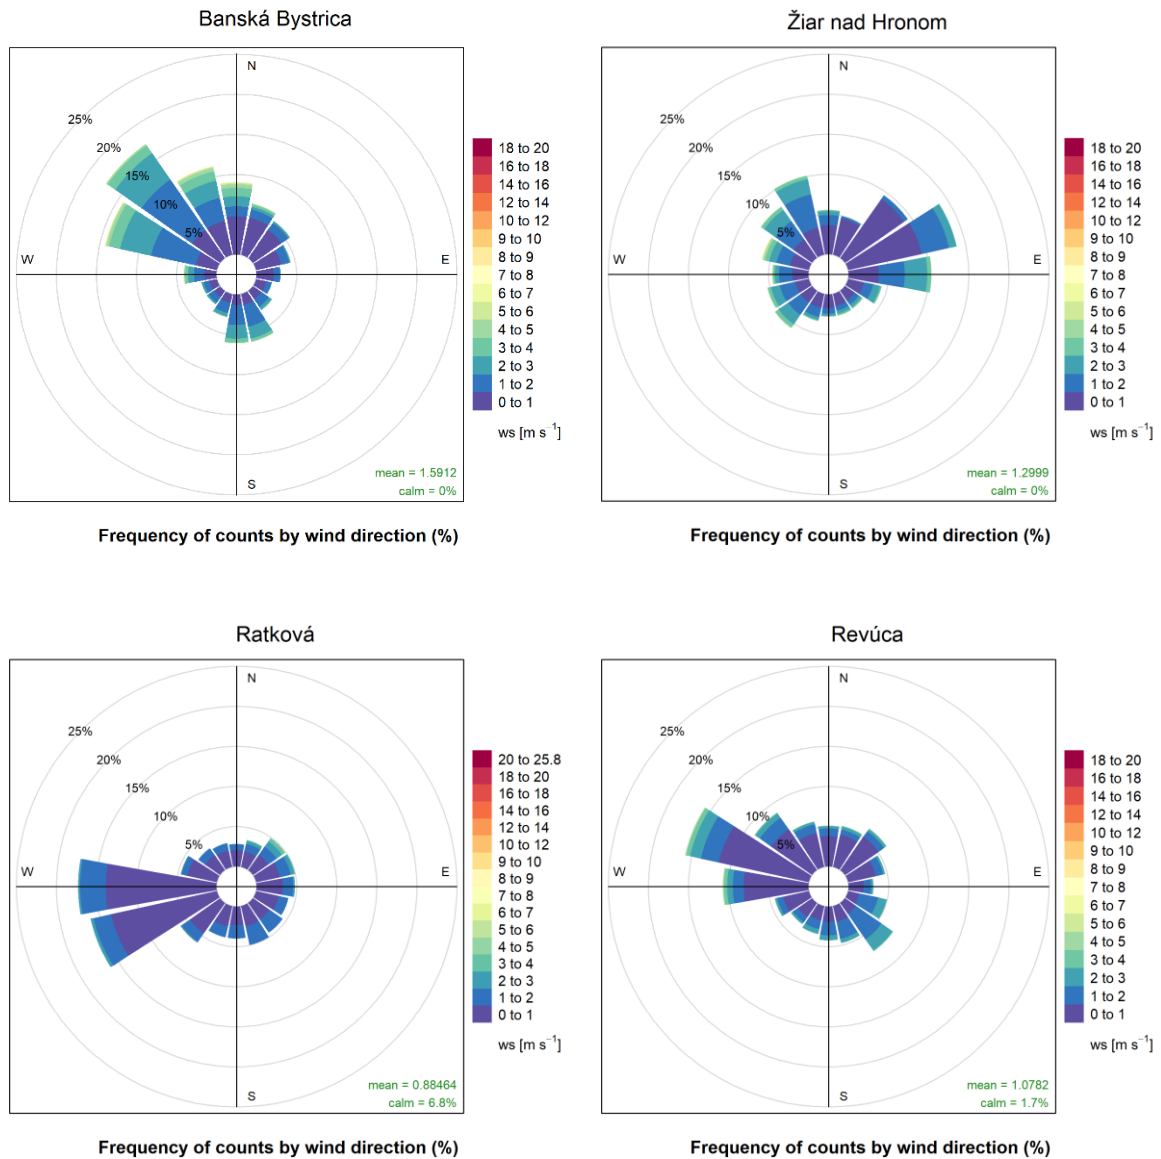 Banská Bystrica
N
25%
20%
15%
10%
5%
W
E
S
18 to 20
16 to 18
14 to 16
12 to 14
10 to 12
9 to 10
8 to 9
7 to 8
6 to 7
5 to 6
4 to 5
3 to 4
2 to 3
1 to 2
0 to 1
ws [m s⁻¹]
mean = 1.5912
calm = 0%
Frequency of counts by wind direction (%)
Žiar nad Hronom
N
25%
20%
15%
10%
5%
W
E
S
18 to 20
16 to 18
14 to 16
12 to 14
10 to 12
9 to 10
8 to 9
7 to 8
6 to 7
5 to 6
4 to 5
3 to 4
2 to 3
1 to 2
0 to 1
ws [m s⁻¹]
mean = 1.2999
calm = 0%
Frequency of counts by wind direction (%)
Ratková
N
25%
20%
15%
10%
5%
W
E
S
20 to 25.8
18 to 20
16 to 18
14 to 16
12 to 14
10 to 12
9 to 10
8 to 9
7 to 8
6 to 7
5 to 6
4 to 5
3 to 4
2 to 3
1 to 2
0 to 1
ws [m s⁻¹]
mean = 0.88464
calm = 6.8%
Frequency of counts by wind direction (%)
Revúca
N
25%
20%
15%
10%
5%
W
E
S
18 to 20
16 to 18
14 to 16
12 to 14
10 to 12
9 to 10
8 to 9
7 to 8
6 to 7
5 to 6
4 to 5
3 to 4
2 to 3
1 to 2
0 to 1
ws [m s⁻¹]
mean = 1.0782
calm = 1.7%
Frequency of counts by wind direction (%)